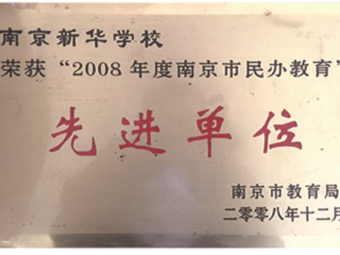 南京新华学校
荣获“2008年度南京市民办教育”
先进单位
南京市教育局
二零零八年十二月